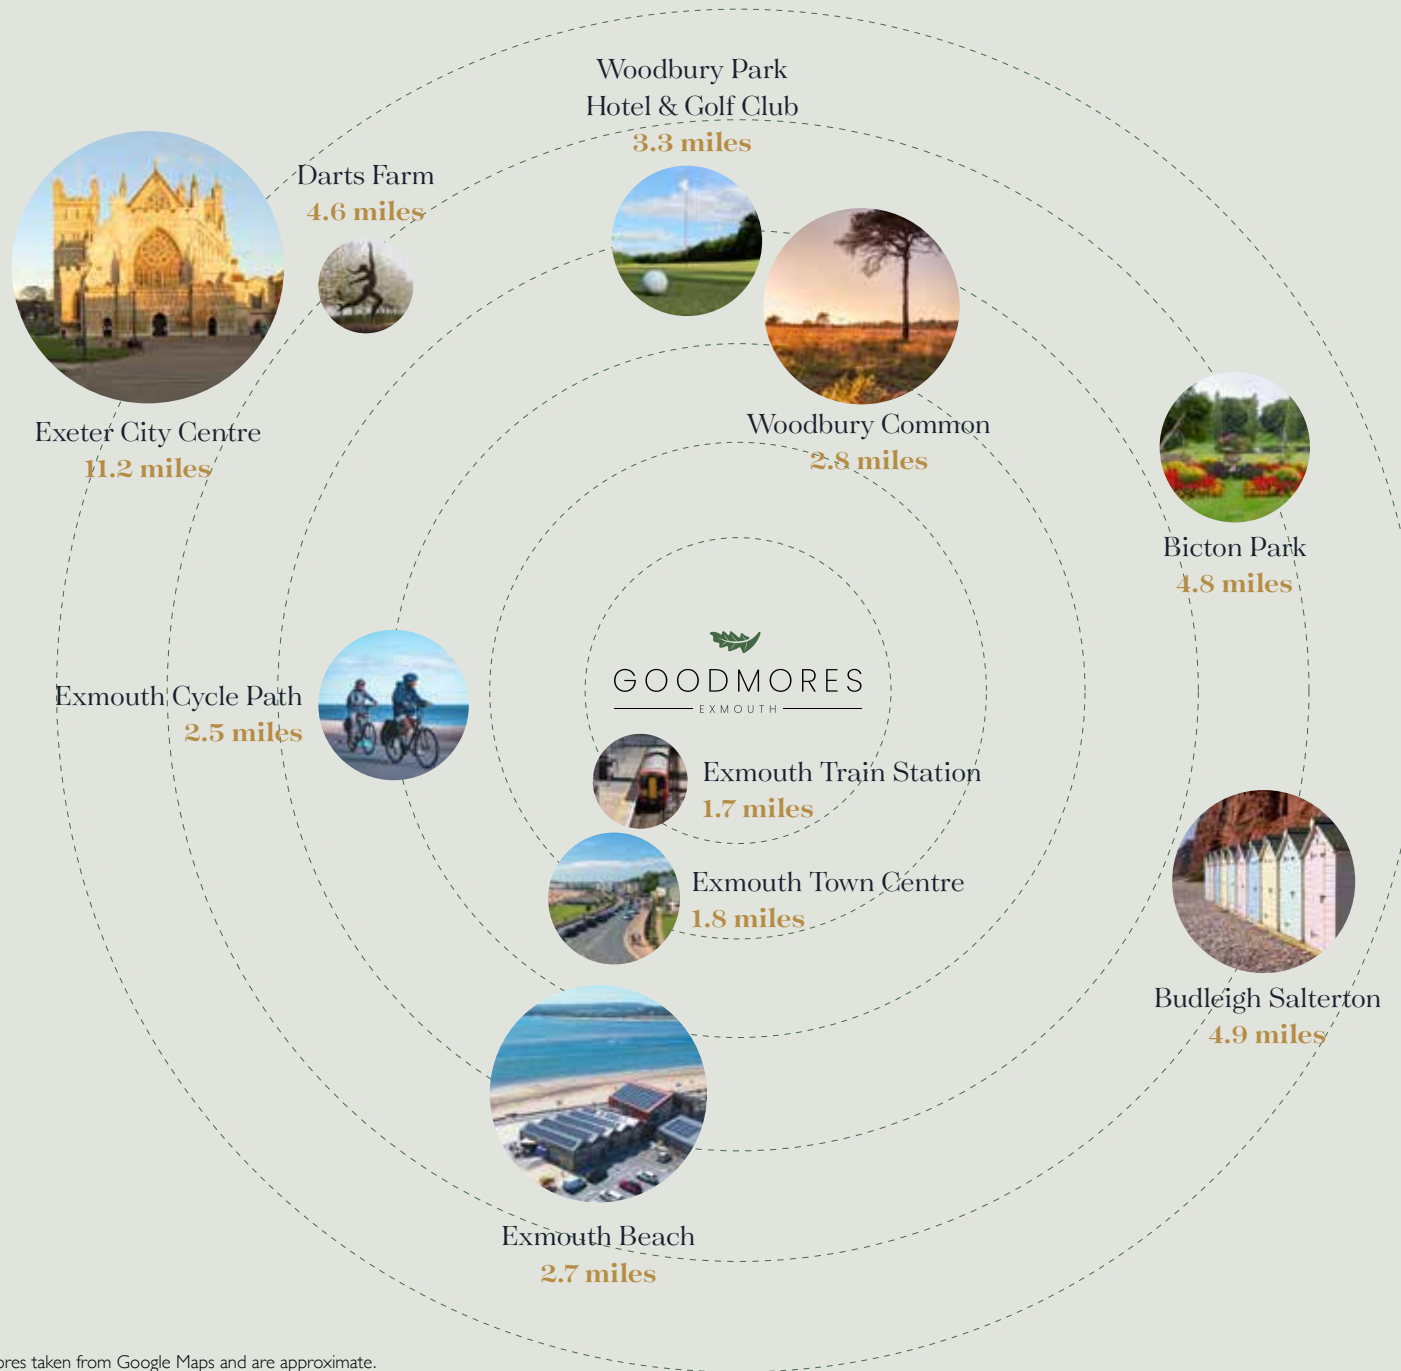 Woodbury Park
Hotel & Golf Club
3.3 miles
Darts Farm
4.6 miles
Exeter City Centre
11.2 miles
Woodbury Common
2.8 miles
Bicton Park
4.8 miles
GOODMORES
EXMOUTH
Exmouth Cycle Path
2.5 miles
Exmouth Train Station
1.7 miles
Exmouth Town Centre
1.8 miles
Budleigh Salterton
4.9 miles
Exmouth Beach
2.7 miles
taken from Google Maps and are approximate.